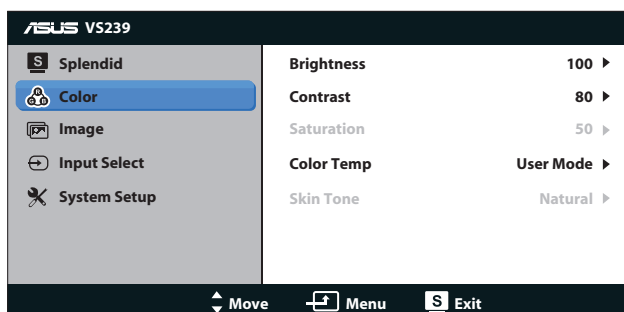 ASUS VS239
S Splendid
R G B Color
Image
Input Select
System Setup
Brightness 100
Contrast 80
Saturation 50
Color Temp User Mode
Skin Tone Natural
Move Menu S Exit